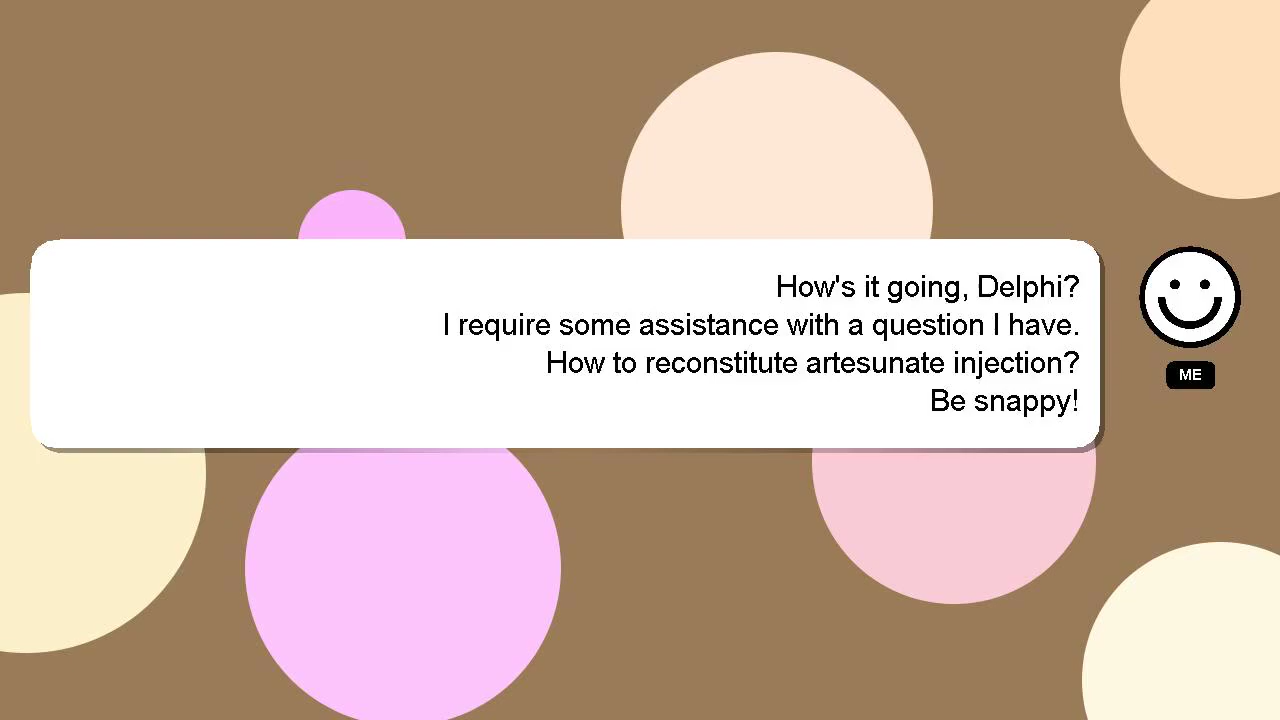 How's it going, Delphi?
I require some assistance with a question I have.
How to reconstitute artesunate injection?
Be snappy!
ME